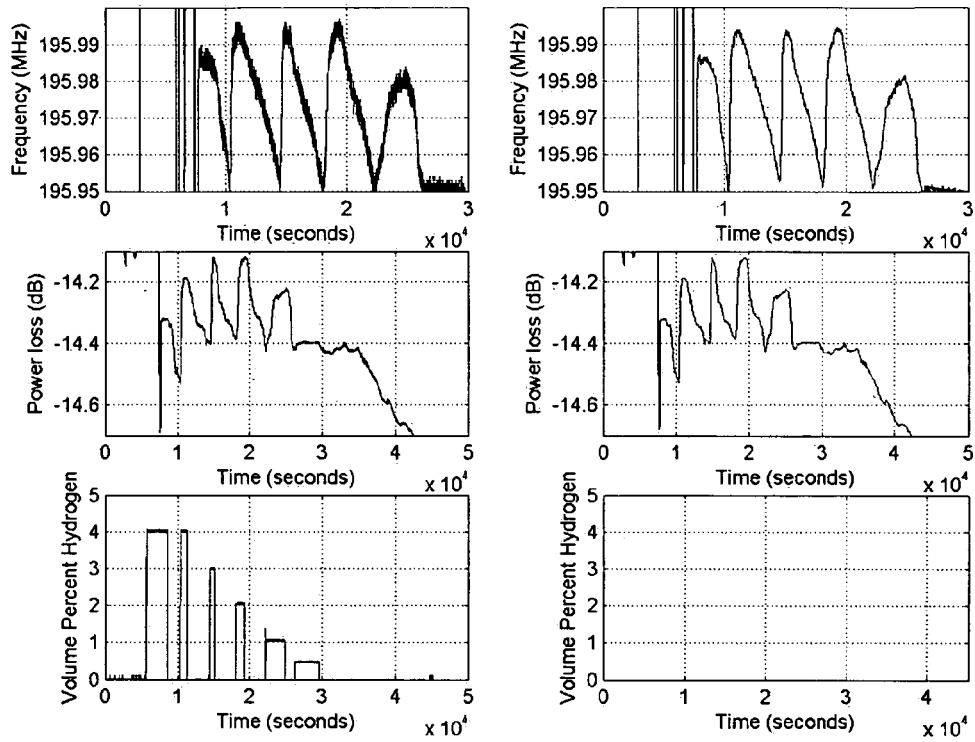 Frequency (MHz)
195.99
195.98
195.97
195.96
195.95
0 1 2 3
Time (seconds)
x 10^4
Frequency (MHz)
195.99
195.98
195.97
195.96
195.95
0 1 2 3
Time (seconds)
x 10^4
Power loss (dB)
-14.2
-14.4
-14.6
0 1 2 3 4 5
Time (seconds)
x 10^4
Power loss (dB)
-14.2
-14.4
-14.6
0 1 2 3 4 5
Time (seconds)
x 10^4
Volume Percent Hydrogen
5
4
3
2
1
0
0 1 2 3 4 5
Time (seconds)
x 10^4
Volume Percent Hydrogen
5
4
3
2
1
0
0 1 2 3 4
Time (seconds)
x 10^4